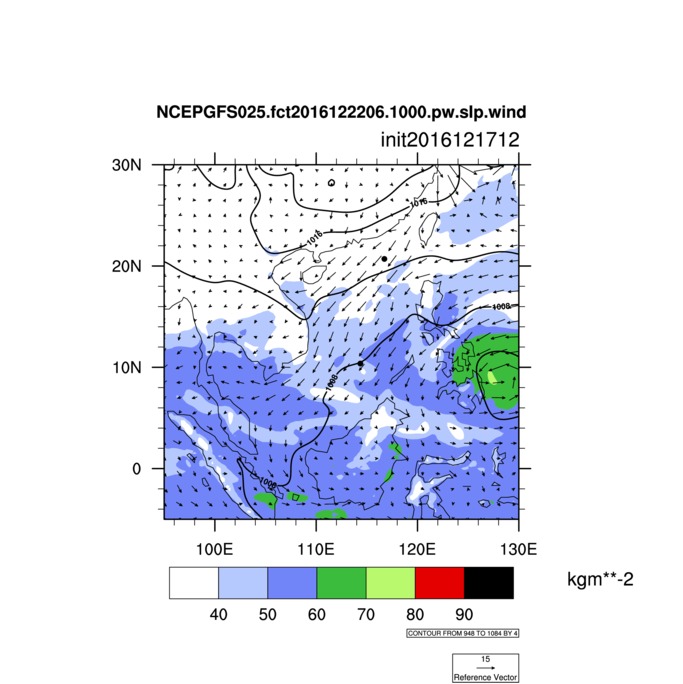 NCEPGFS025.fct2016122206.1000.pw.slp.wind
init2016121712
30N
1016
1016
20N
1008
10N
1008
0
1008
100E 110E 120E 130E
kgm**-2
40 50 60 70 80 90
CONTOUR FROM 948 TO 1084 BY 4
15
Reference Vector